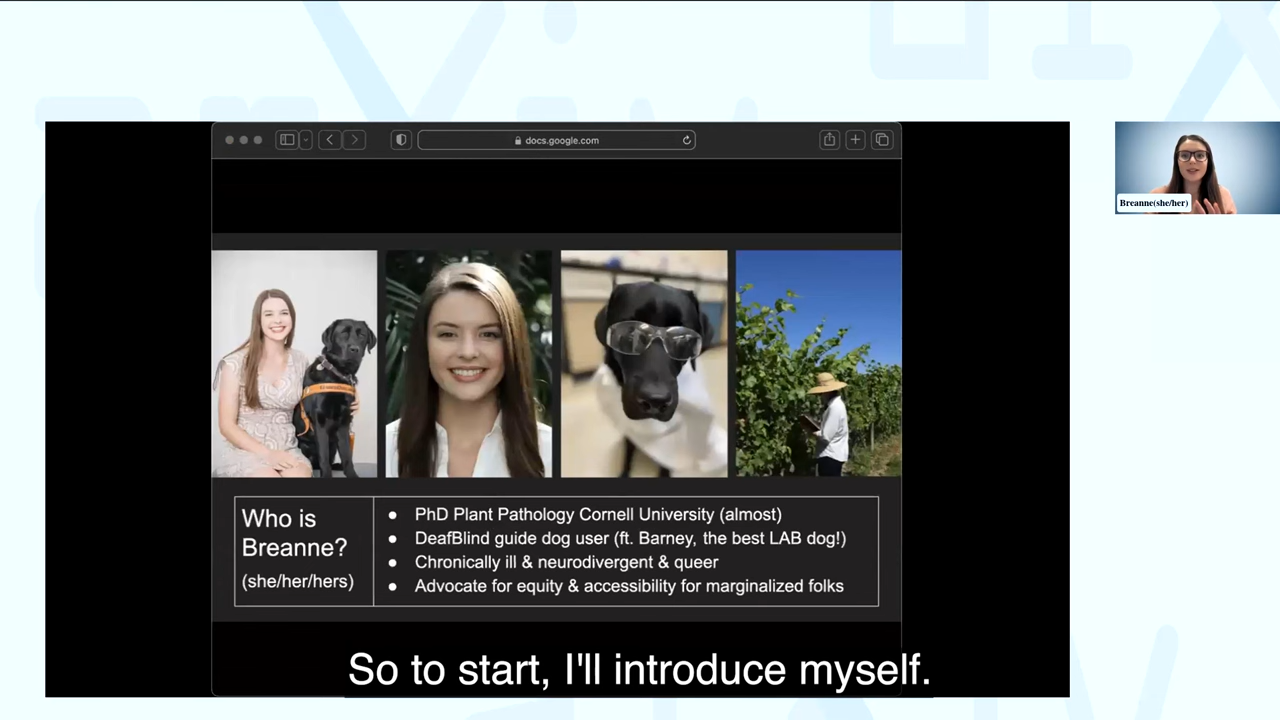 docs.google.com
Breanne(she/her)
Who is
Breanne?
(she/her/hers)
● PhD Plant Pathology Cornell University (almost)
● DeafBlind guide dog user (ft. Barney, the best LAB dog!)
● Chronically ill & neurodivergent & queer
● Advocate for equity & accessibility for marginalized folks
So to start, I'll introduce myself.